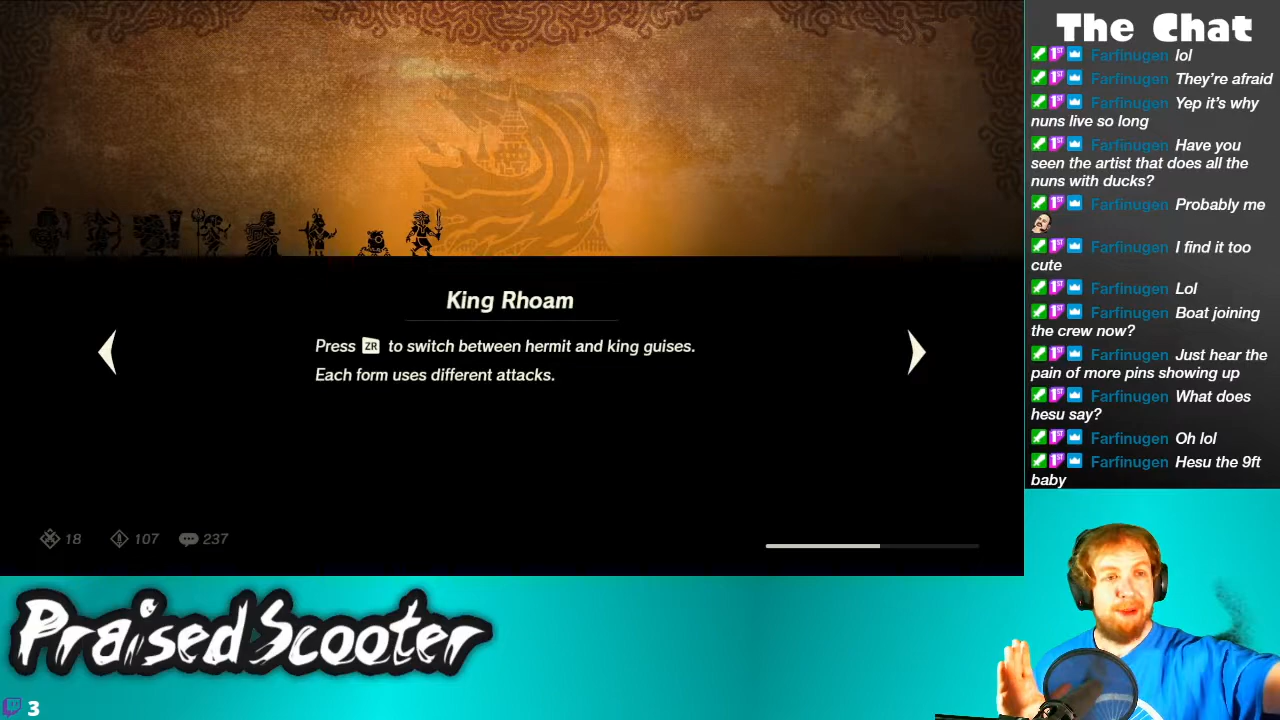 King Rhoam
Press ZR to switch between hermit and king guises.
Each form uses different attacks.
18 107 237
The Chat
Farfinugen lol
Farfinugen They're afraid
Farfinugen Yep it's why
nuns live so long
Farfinugen Have you
seen the artist that does all the
nuns with ducks?
Farfinugen Probably me
Farfinugen I find it too
cute
Farfinugen Lol
Farfinugen Boat joining
the crew now?
Farfinugen Just hear the
pain of more pins showing up
Farfinugen What does
hesu say?
Farfinugen Oh lol
Farfinugen Hesu the 9ft
baby
PraisedScooter
3